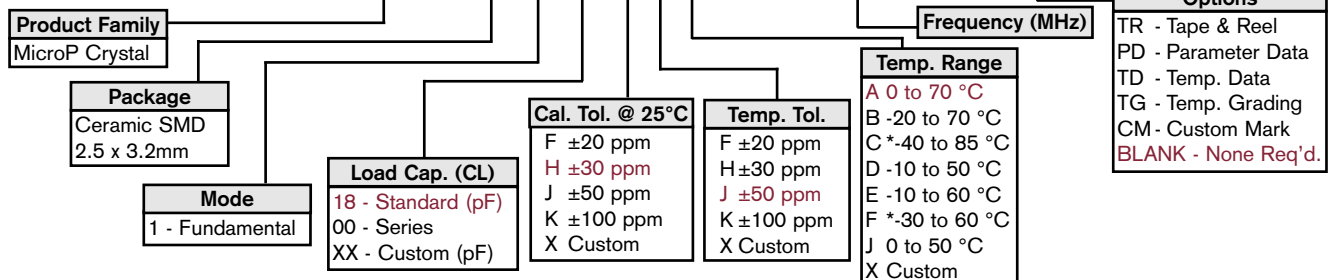 Product Family
MicroP Crystal
Package
Ceramic SMD
2.5 x 3.2mm
Mode
1 - Fundamental
Load Cap. (CL)
18 - Standard (pF)
00 - Series
XX - Custom (pF)
Cal. Tol. @ 25°C
F ±20 ppm
H ±30 ppm
J ±50 ppm
K ±100 ppm
X Custom
Temp. Tol.
F ±20 ppm
H±30 ppm
J ±50 ppm
K ±100 ppm
X Custom
Temp. Range
A 0 to 70 °C
B -20 to 70 °C
C *-40 to 85 °C
D -10 to 50 °C
E -10 to 60 °C
F *-30 to 60 °C
J 0 to 50 °C
X Custom
Frequency (MHz)
Options
TR - Tape & Reel
PD - Parameter Data
TD - Temp. Data
TG - Temp. Grading
CM - Custom Mark
BLANK - None Req'd.